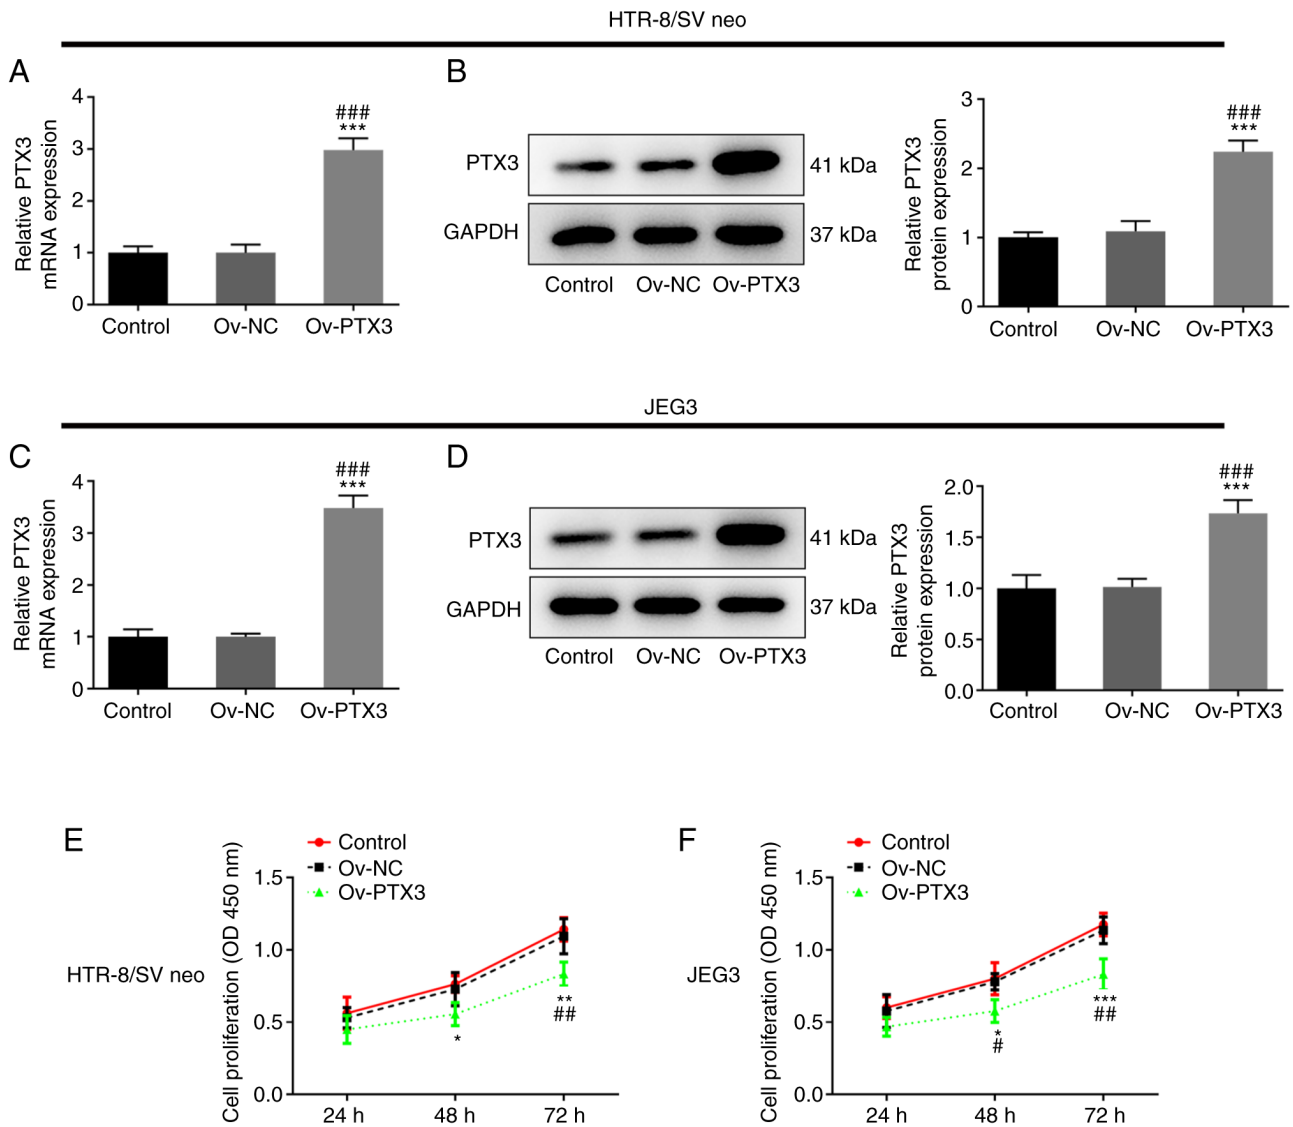 HTR-8/SV neo
A
Relative PTX3
mRNA expression
4
3
2
1
0
###
***
Control Ov-NC Ov-PTX3
B
PTX3 41 kDa
GAPDH 37 kDa
Control Ov-NC Ov-PTX3
Relative PTX3
protein expression
3
2
1
0
###
***
Control Ov-NC Ov-PTX3
JEG3
C
Relative PTX3
mRNA expression
4
3
2
1
0
###
***
Control Ov-NC Ov-PTX3
D
PTX3 41 kDa
GAPDH 37 kDa
Control Ov-NC Ov-PTX3
Relative PTX3
protein expression
2.0
1.5
1.0
0.5
0.0
###
***
Control Ov-NC Ov-PTX3
E
HTR-8/SV neo
Cell proliferation (OD 450 nm)
Control
Ov-NC
Ov-PTX3
1.5
1.0
0.5
0.0
*
**
##
24 h 48 h 72 h
F
JEG3
Cell proliferation (OD 450 nm)
Control
Ov-NC
Ov-PTX3
1.5
1.0
0.5
0.0
*
#
***
##
24 h 48 h 72 h